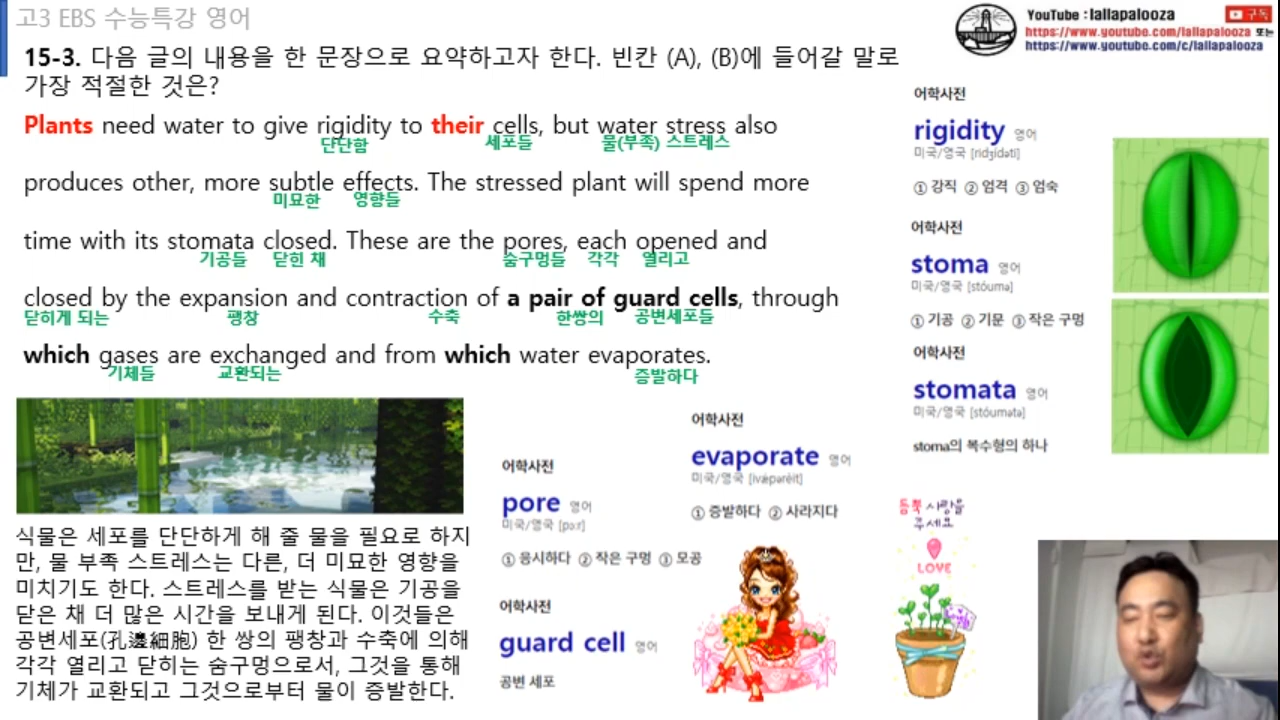 고3 EBS 수능특강 영어
YouTube : lallapalooza
구독
https://www.youtube.com/lallapalooza 또는
https://www.youtube.com/c/lallapalooza
15-3. 다음 글의 내용을 한 문장으로 요약하고자 한다. 빈칸 (A), (B)에 들어갈 말로
가장 적절한 것은?
Plants need water to give rigidity to their cells, but water stress also
단단함 세포들 물(부족) 스트레스
produces other, more subtle effects. The stressed plant will spend more
미묘한 영향들
time with its stomata closed. These are the pores, each opened and
기공들 닫힌 채 숨구멍들 각각 열리고
closed by the expansion and contraction of a pair of guard cells, through
닫히게 되는 팽창 수축 한쌍의 공변세포들
which gases are exchanged and from which water evaporates.
기체들 교환되는 증발하다
어학사전
rigidity 영어
미국/영국 [ridʒídəti]
① 강직 ② 엄격 ③ 엄숙
어학사전
stoma 영어
미국/영국 [stóumə]
① 기공 ② 기문 ③ 작은 구멍
어학사전
stomata 영어
미국/영국 [stóumətə]
stoma의 복수형의 하나
어학사전
evaporate 영어
미국/영국 [ivǽpərèit]
① 증발하다 ② 사라지다
어학사전
pore 영어
미국/영국 [pɔːr]
① 응시하다 ② 작은 구멍 ③ 모공
어학사전
guard cell 영어
공변 세포
듬뿍 사랑을
주세요
LOVE
식물은 세포를 단단하게 해 줄 물을 필요로 하지
만, 물 부족 스트레스는 다른, 더 미묘한 영향을
미치기도 한다. 스트레스를 받는 식물은 기공을
닫은 채 더 많은 시간을 보내게 된다. 이것들은
공변세포(孔邊細胞) 한 쌍의 팽창과 수축에 의해
각각 열리고 닫히는 숨구멍으로서, 그것을 통해
기체가 교환되고 그것으로부터 물이 증발한다.